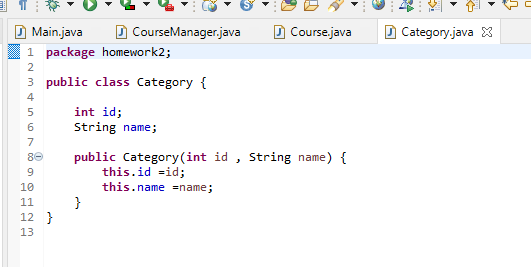 Main.java CourseManager.java Course.java Category.java
1 package homework2;
2
3 public class Category {
4
5 int id;
6 String name;
7
8 public Category(int id , String name) {
9 this.id =id;
10 this.name =name;
11 }
12 }
13